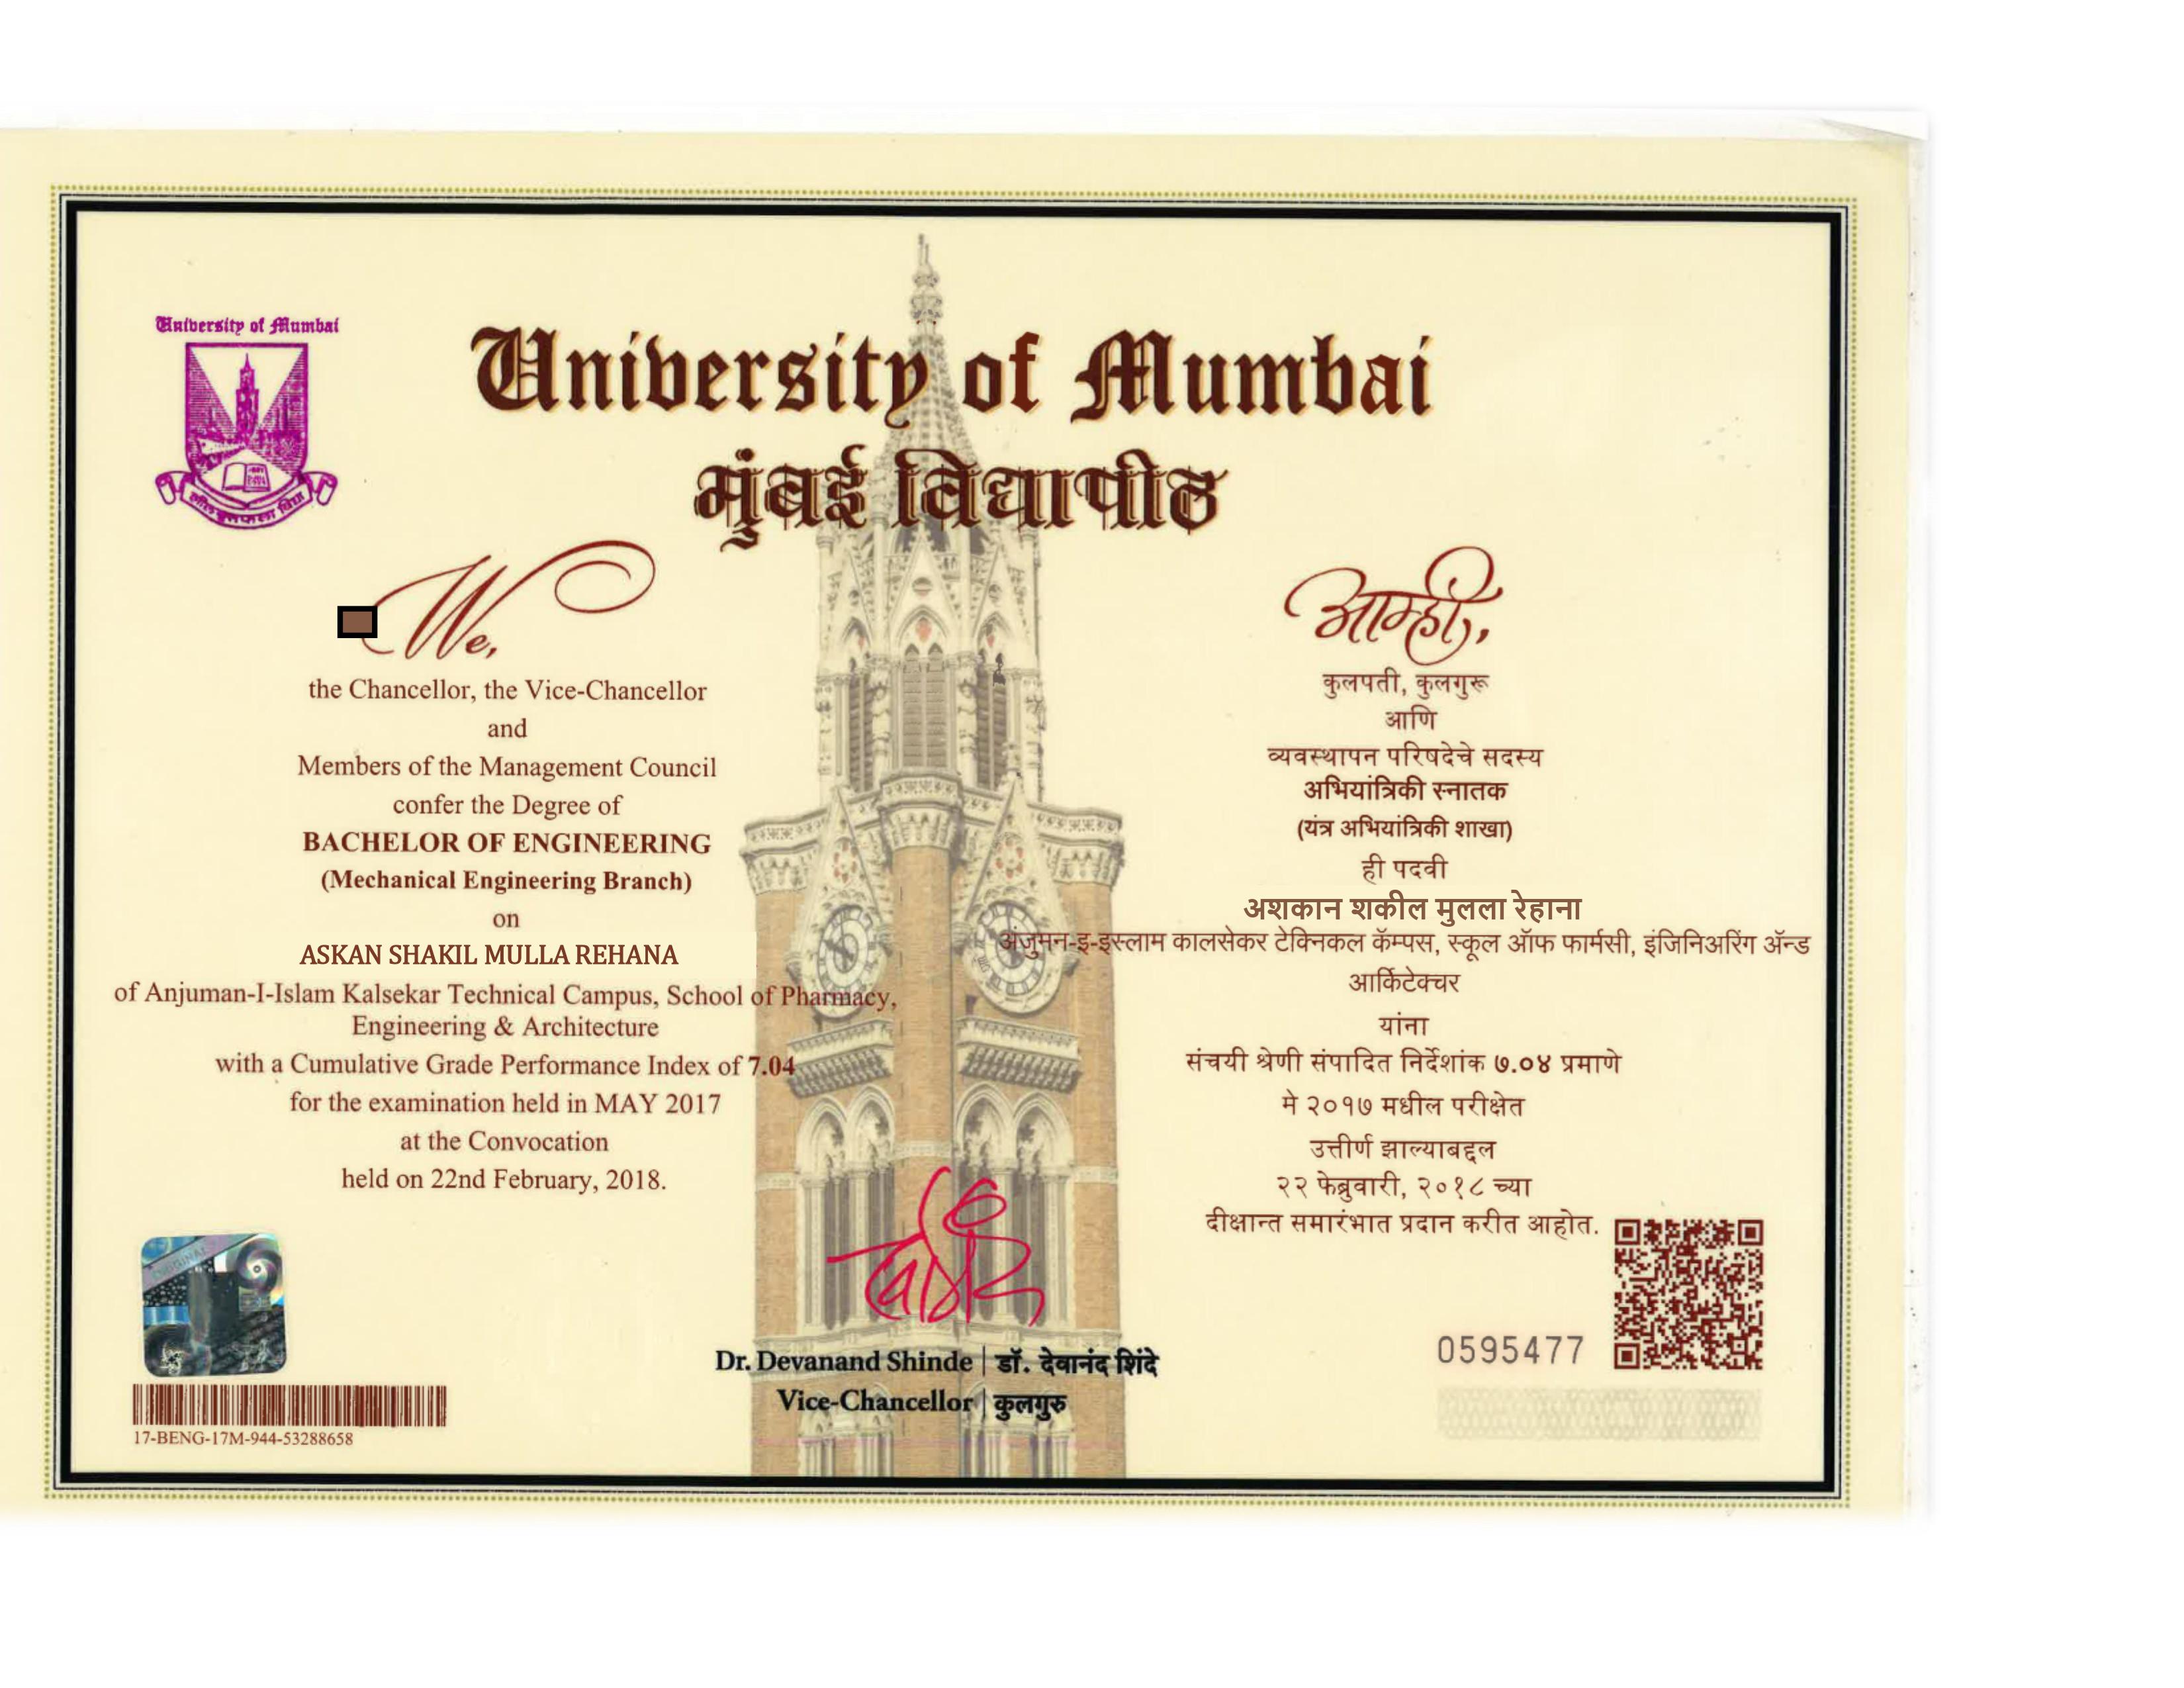 University of Mumbai
University of Mumbai
मुंबई विद्यापीठ
We,
the Chancellor, the Vice-Chancellor
and
Members of the Management Council
confer the Degree of
BACHELOR OF ENGINEERING
(Mechanical Engineering Branch)
on
ASKAN SHAKIL MULLA REHANA
of Anjuman-I-Islam Kalsekar Technical Campus, School of Pharmacy,
Engineering & Architecture
with a Cumulative Grade Performance Index of 7.04
for the examination held in MAY 2017
at the Convocation
held on 22nd February, 2018.
आम्ही,
कुलपती, कुलगुरू
आणि
व्यवस्थापन परिषदेचे सदस्य
अभियांत्रिकी स्नातक
(यंत्र अभियांत्रिकी शाखा)
ही पदवी
अशकान शकील मुलला रेहाना
अंजुमन-इ-इस्लाम कालसेकर टेक्निकल कॅम्पस, स्कूल ऑफ फार्मसी, इंजिनिअरिंग ॲन्ड
आर्किटेक्चर
यांना
संचयी श्रेणी संपादित निर्देशांक ७.०४ प्रमाणे
मे २०१७ मधील परीक्षेत
उत्तीर्ण झाल्याबद्दल
२२ फेब्रुवारी, २०१८ च्या
दीक्षान्त समारंभात प्रदान करीत आहोत.
ORIGINAL
Dr. Devanand Shinde | डॉ. देवानंद शिंदे
Vice-Chancellor | कुलगुरु
0595477
17-BENG-17M-944-53288658